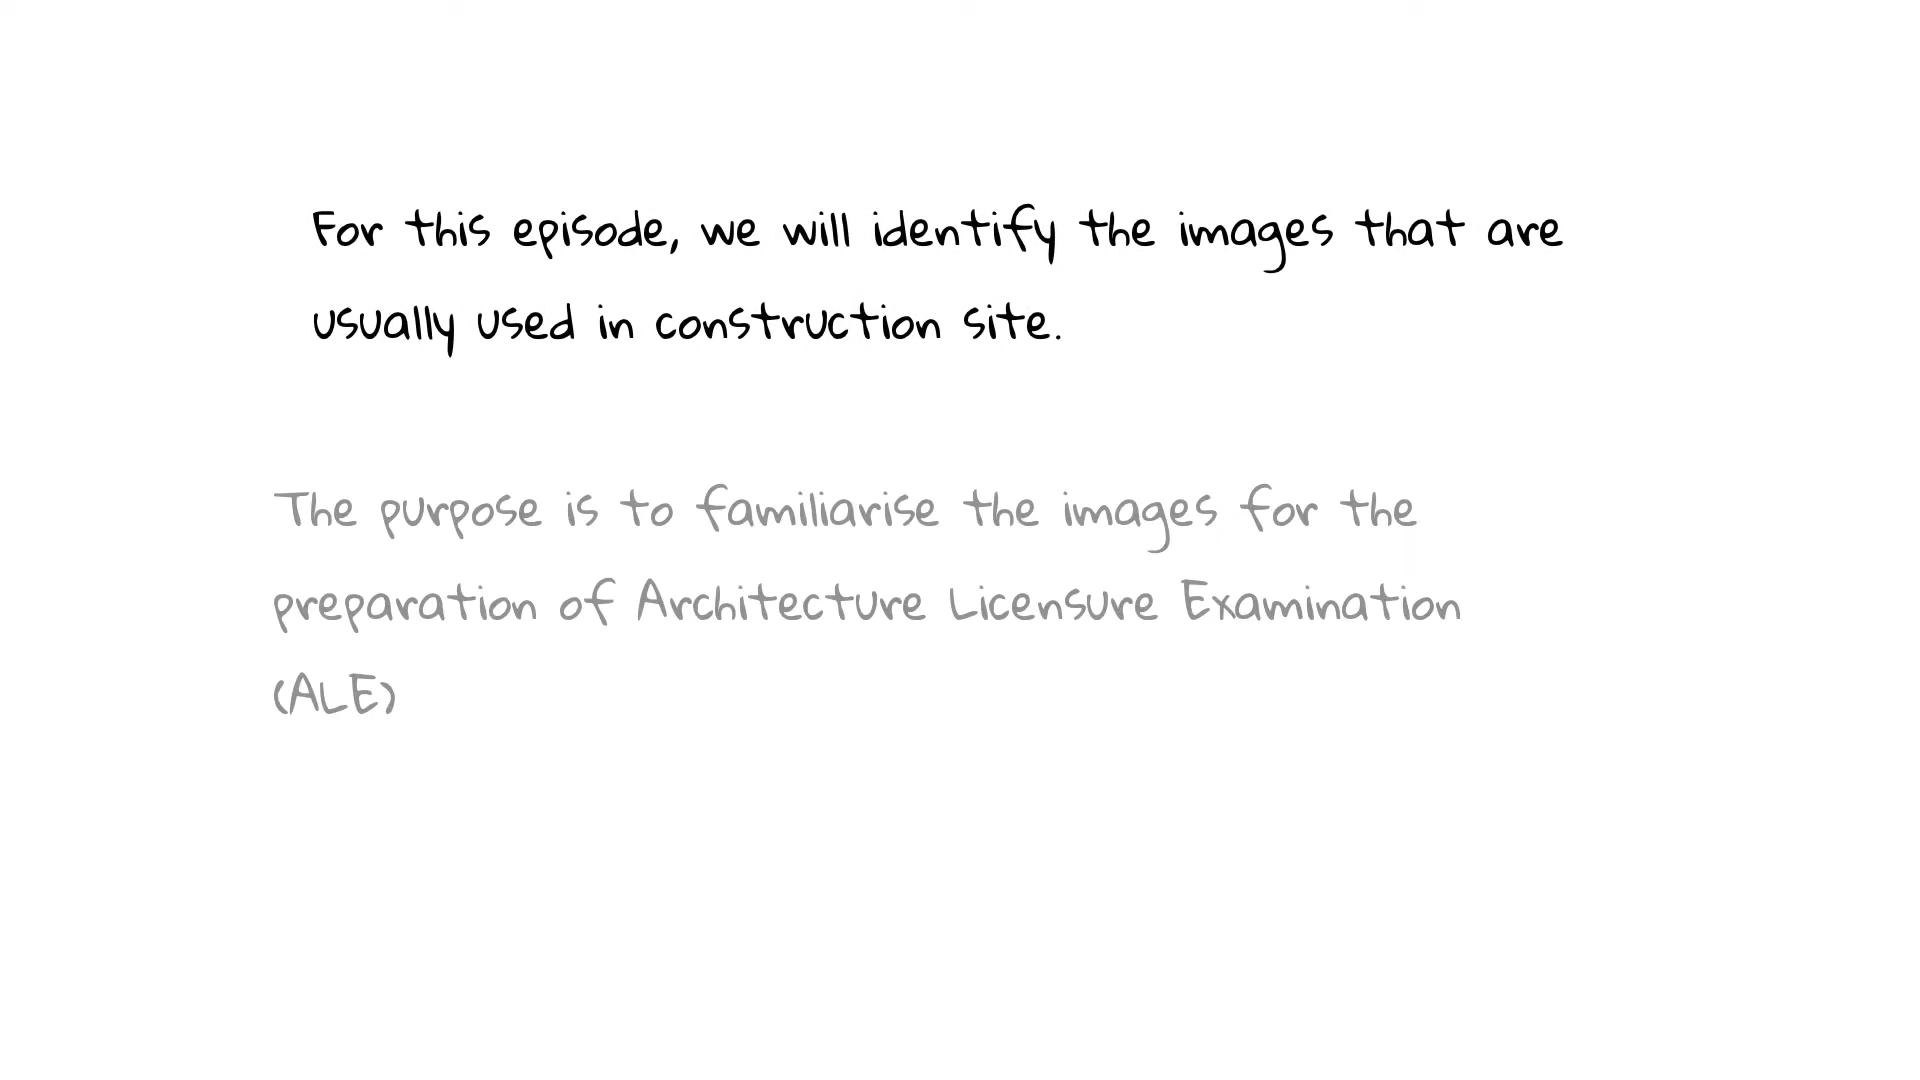 For this episode, we will identify the images that are
usually used in construction site.
The purpose is to familiarise the images for the
preparation of Architecture Licensure Examination
(ALE)